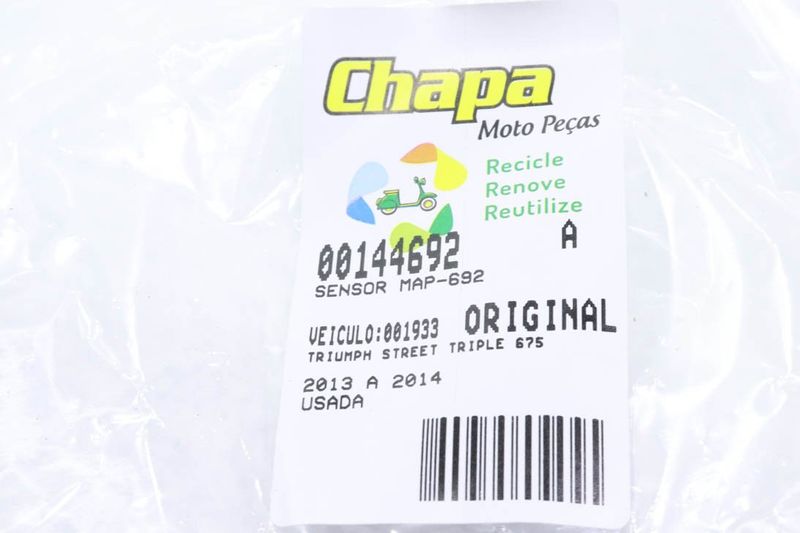 Chapa
Moto Peças
Recicle
Renove
Reutilize
A
00144692
SENSOR MAP-692
VEICULO:001933 ORIGINAL
TRIUMPH STREET TRIPLE 675
2013 A 2014
USADA